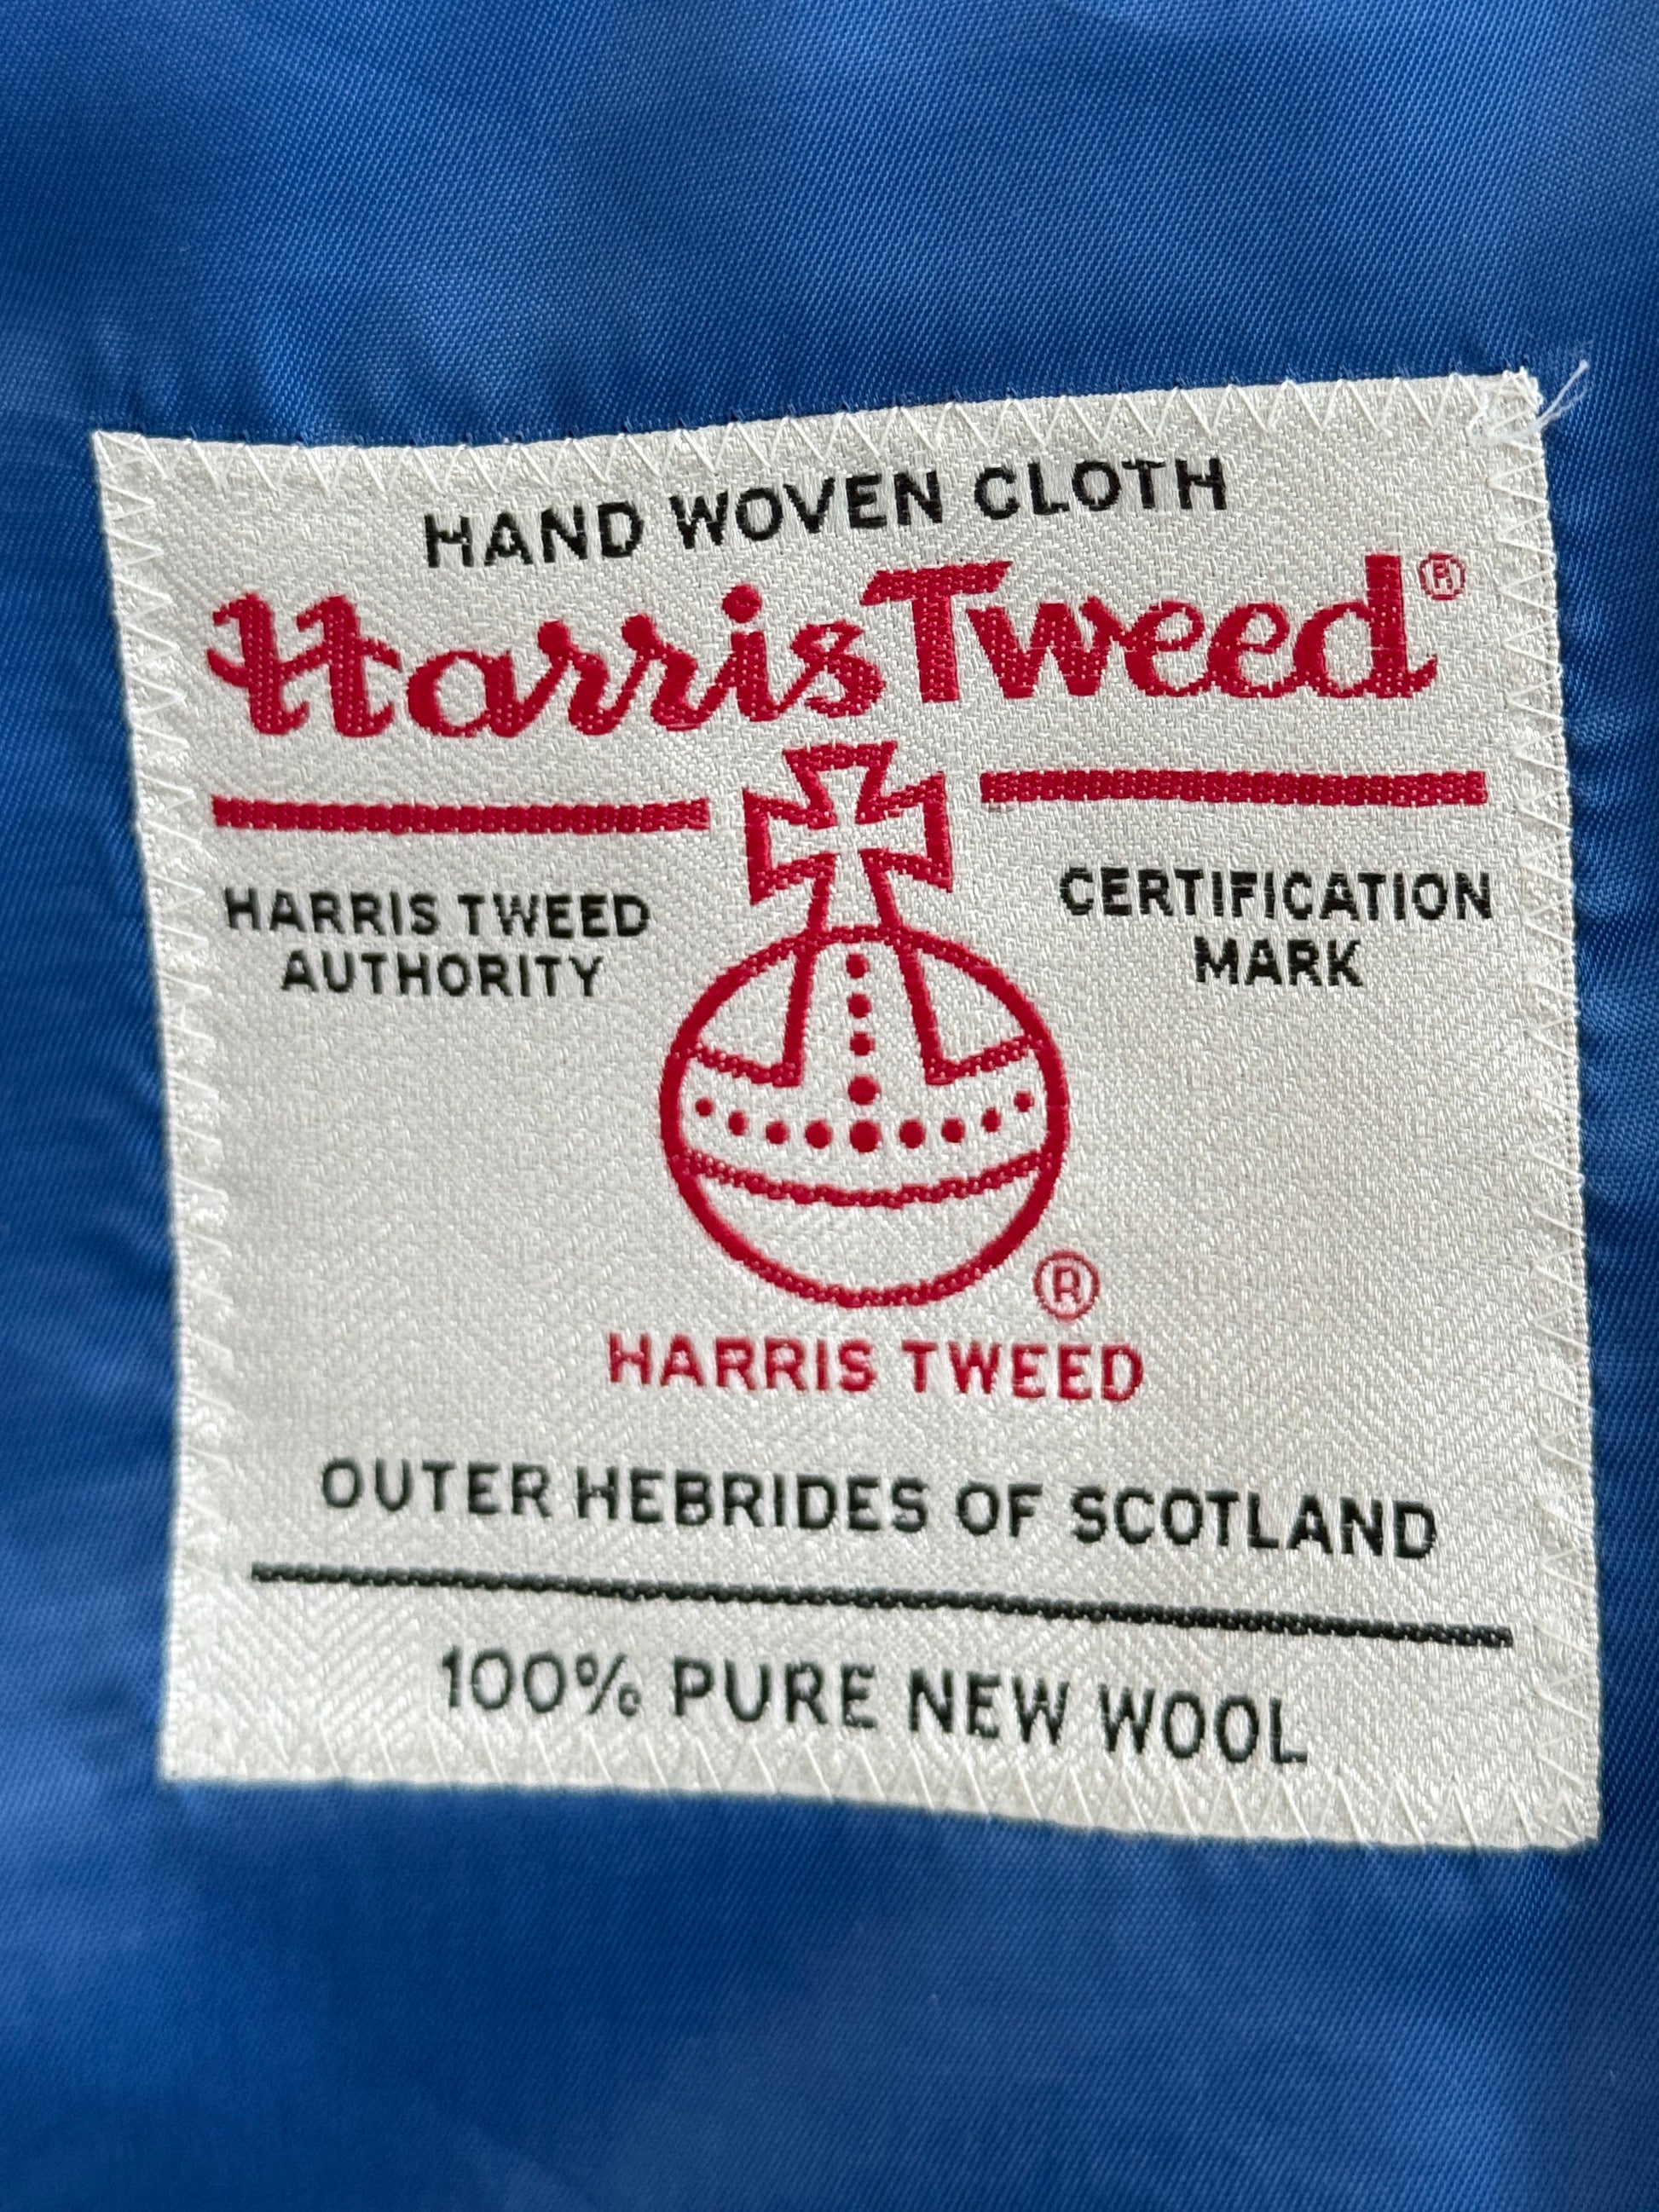 HAND WOVEN CLOTH
Harris Tweed®
HARRIS TWEED
AUTHORITY
CERTIFICATION
MARK
®
HARRIS TWEED
OUTER HEBRIDES OF SCOTLAND
100% PURE NEW WOOL